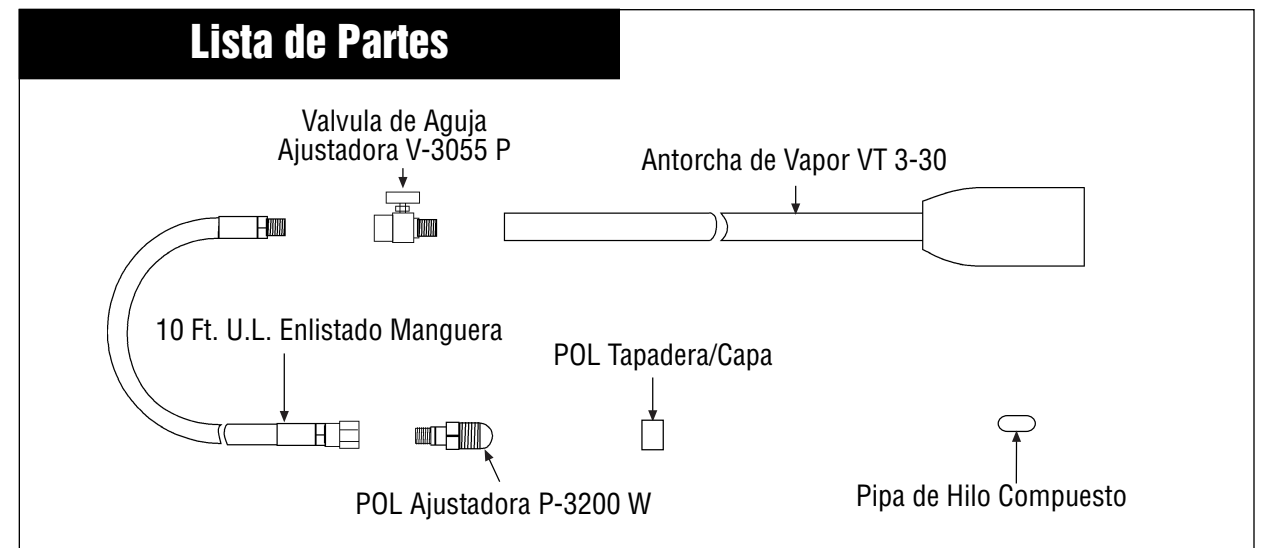 Lista de Partes
Valvula de Aguja
Ajustadora V-3055 P
Antorcha de Vapor VT 3-30
10 Ft. U.L. Enlistado Manguera
POL Tapadera/Capa
POL Ajustadora P-3200 W
Pipa de Hilo Compuesto